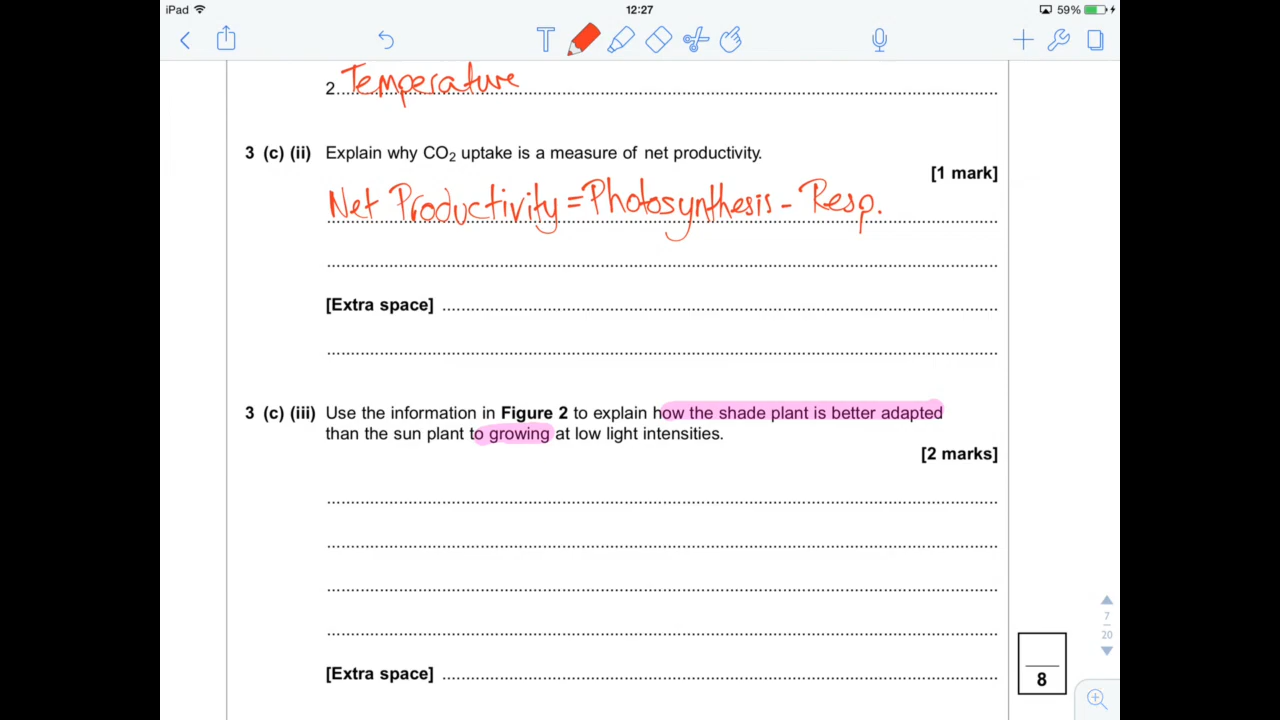 iPad 12:27 59%
2 Temperature
3 (c) (ii) Explain why CO2 uptake is a measure of net productivity.
[1 mark]
Net Productivity = Photosynthesis - Resp.
[Extra space]
3 (c) (iii) Use the information in Figure 2 to explain how the shade plant is better adapted
than the sun plant to growing at low light intensities.
[2 marks]
7
20
[Extra space]
8